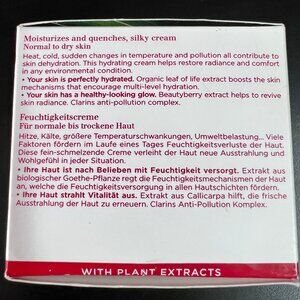 Moisturizes and quenches, silky cream
Normal to dry skin
Heat, cold, sudden changes in temperature and pollution all contribute to
skin dehydration. This hydrating cream helps restore radiance and comfort
in any environmental condition.
• Your skin is perfectly hydrated. Organic leaf of life extract boosts the skin
mechanisms that encourage multi-level hydration.
• Your skin has a healthy-looking glow. Beautyberry extract helps to revive
skin radiance. Clarins anti-pollution complex.
Feuchtigkeitscreme
Für normale bis trockene Haut
Hitze, Kälte, größere Temperaturschwankungen, Umweltbelastung... Viele
Faktoren fördern im Laufe eines Tages Feuchtigkeitsverluste der Haut.
Diese fein-schmelzende Creme verleiht der Haut neue Ausstrahlung und
Wohlgefühl in jeder Situation.
• Ihre Haut ist nach Belieben mit Feuchtigkeit versorgt. Extrakt aus
biologischer Goethe-Pflanze regt die Feuchtigkeitsmechanismen der Haut
an, welche die Feuchtigkeitsversorgung in allen Hautschichten fördern.
• Ihre Haut strahlt Vitalität aus. Extrakt aus Callicarpa hilft, die frische
Ausstrahlung der Haut zu erneuern. Clarins Anti-Pollution Complex.
WITH PLANT EXTRACTS